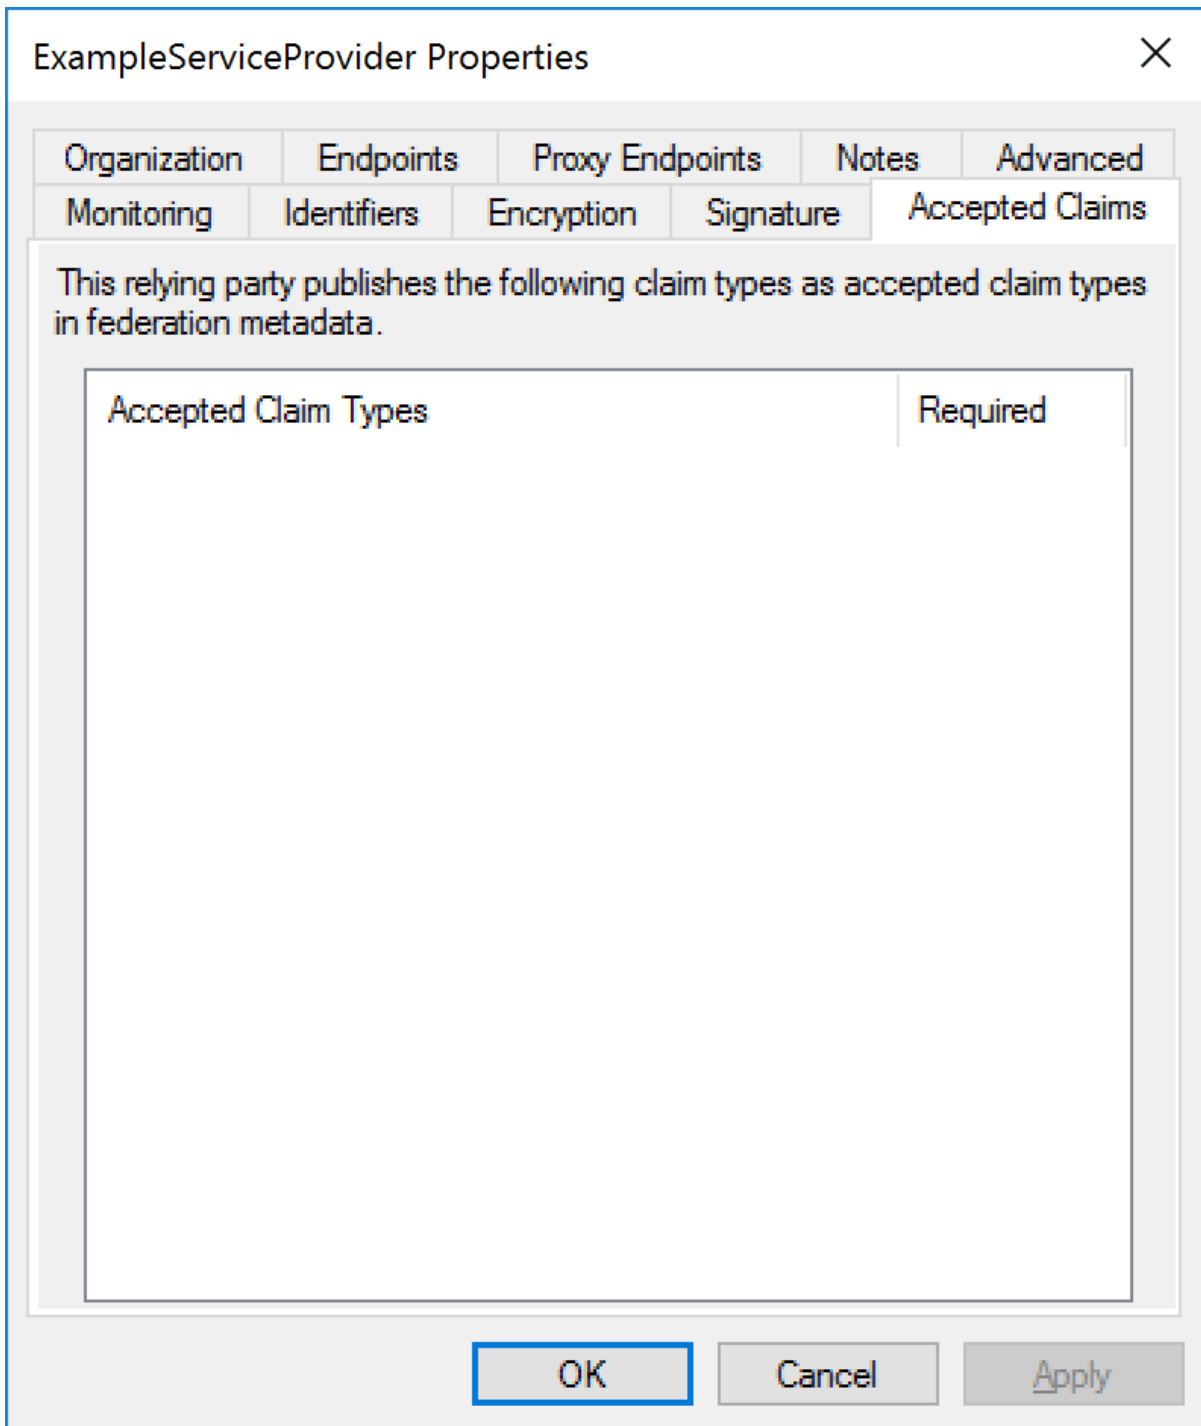 ExampleServiceProvider Properties
Organization Endpoints Proxy Endpoints Notes Advanced
Monitoring Identifiers Encryption Signature Accepted Claims
This relying party publishes the following claim types as accepted claim types
in federation metadata.
Accepted Claim Types Required
OK Cancel Apply